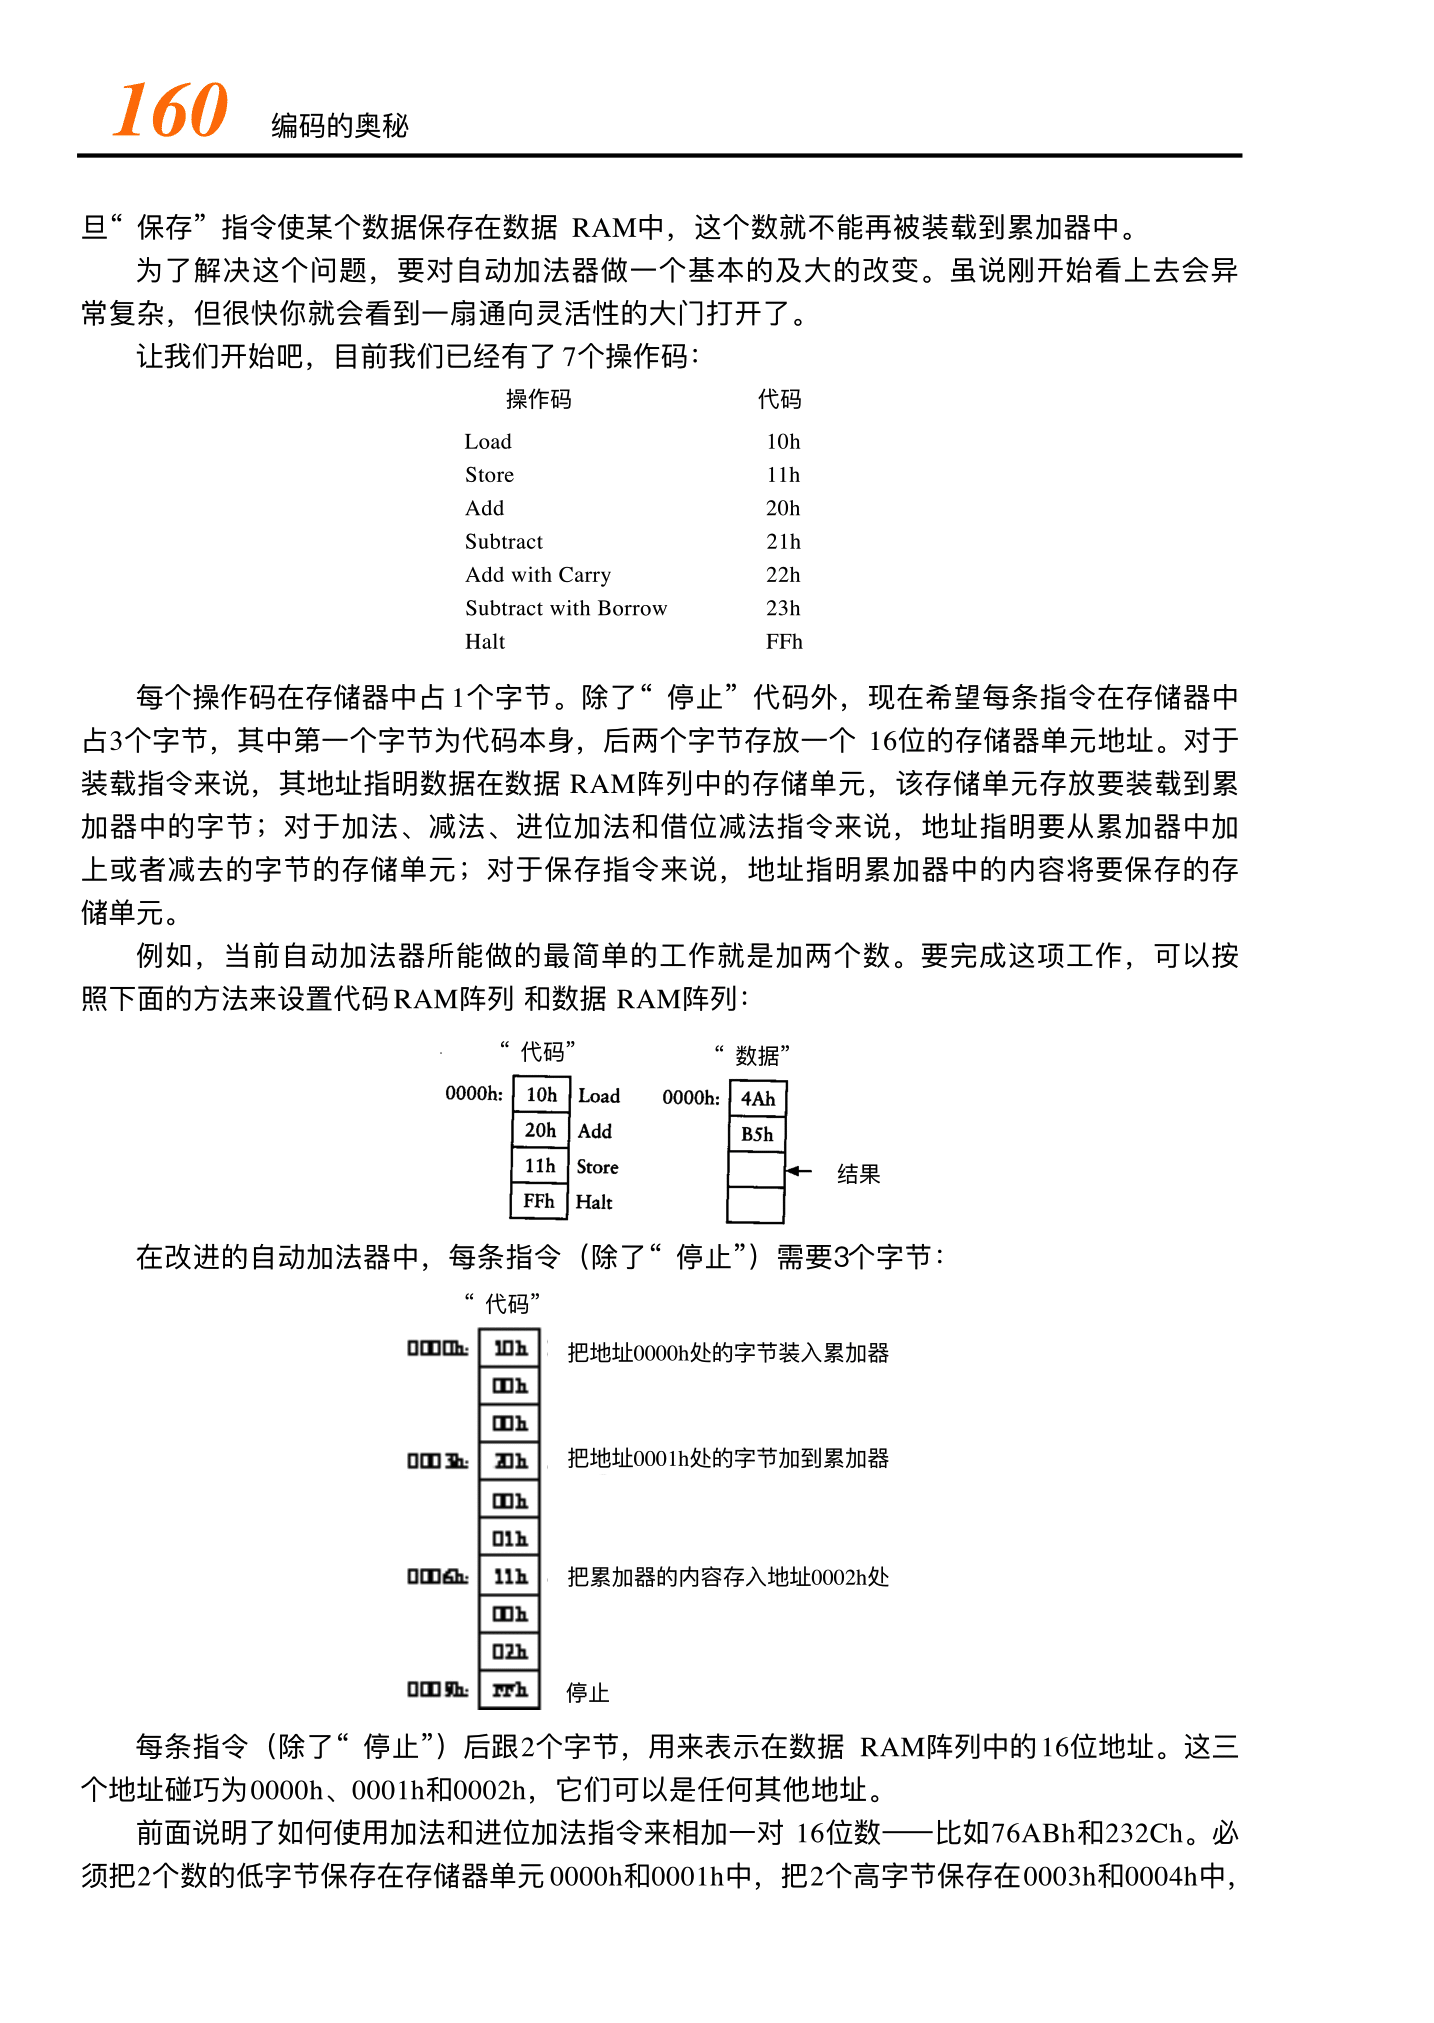 160 编码的奥秘
旦“保存”指令使某个数据保存在数据 RAM中，这个数就不能再被装载到累加器中。
为了解决这个问题，要对自动加法器做一个基本的及大的改变。虽说刚开始看上去会异
常复杂，但很快你就会看到一扇通向灵活性的大门打开了。
让我们开始吧，目前我们已经有了 7个操作码：
操作码 代码
Load 10h
Store 11h
Add 20h
Subtract 21h
Add with Carry 22h
Subtract with Borrow 23h
Halt FFh
每个操作码在存储器中占 1个字节。除了“停止”代码外，现在希望每条指令在存储器中
占3个字节，其中第一个字节为代码本身，后两个字节存放一个 16位的存储器单元地址。对于
装载指令来说，其地址指明数据在数据 RAM阵列中的存储单元，该存储单元存放要装载到累
加器中的字节；对于加法、减法、进位加法和借位减法指令来说，地址指明要从累加器中加
上或者减去的字节的存储单元；对于保存指令来说，地址指明累加器中的内容将要保存的存
储单元。
例如，当前自动加法器所能做的最简单的工作就是加两个数。要完成这项工作，可以按
照下面的方法来设置代码 RAM阵列 和数据 RAM阵列：
“代码” “数据”
0000h: 10h Load 0000h: 4Ah
20h Add B5h
11h Store 结果
FFh Halt
在改进的自动加法器中，每条指令（除了“停止”）需要3个字节：
“代码”
0000h: 10h 把地址0000h处的字节装入累加器
00h
00h
0003h: 20h 把地址0001h处的字节加到累加器
00h
01h
0006h: 11h 把累加器的内容存入地址0002h处
00h
02h
0009h: FFh 停止
每条指令（除了“停止”）后跟2个字节，用来表示在数据 RAM阵列中的16位地址。这三
个地址碰巧为0000h、0001h和0002h，它们可以是任何其他地址。
前面说明了如何使用加法和进位加法指令来相加一对 16位数——比如76ABh和232Ch。必
须把2个数的低字节保存在存储器单元 0000h和0001h中，把2个高字节保存在0003h和0004h中，